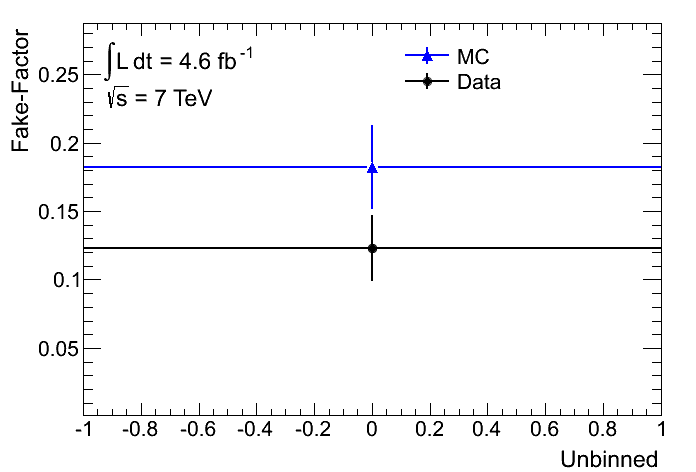 Fake-Factor
∫L dt = 4.6 fb⁻¹
√s = 7 TeV
MC
Data
0.25
0.2
0.15
0.1
0.05
-1 -0.8 -0.6 -0.4 -0.2 0 0.2 0.4 0.6 0.8 1
Unbinned